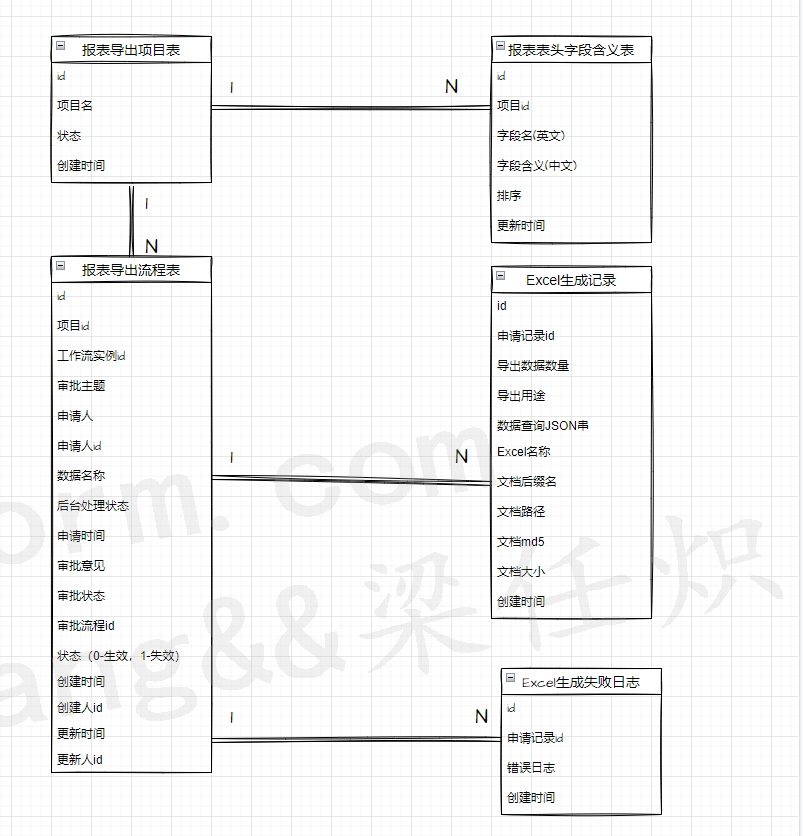 报表导出项目表
id
项目名
状态
创建时间
1
N
报表表头字段含义表
id
项目id
字段名(英文)
字段含义(中文)
排序
更新时间
1
N
报表导出流程表
id
项目id
工作流实例id
审批主题
申请人
申请人id
数据名称
后台处理状态
申请时间
审批意见
审批状态
审批流程id
状态（0-生效，1-失效）
创建时间
创建人id
更新时间
更新人id
1
N
Excel生成记录
id
申请记录id
导出数据数量
导出用途
数据查询JSON串
Excel名称
文档后缀名
文档路径
文档md5
文档大小
创建时间
1
N
Excel生成失败日志
id
申请记录id
错误日志
创建时间
orm.com
ang&&梁任炽